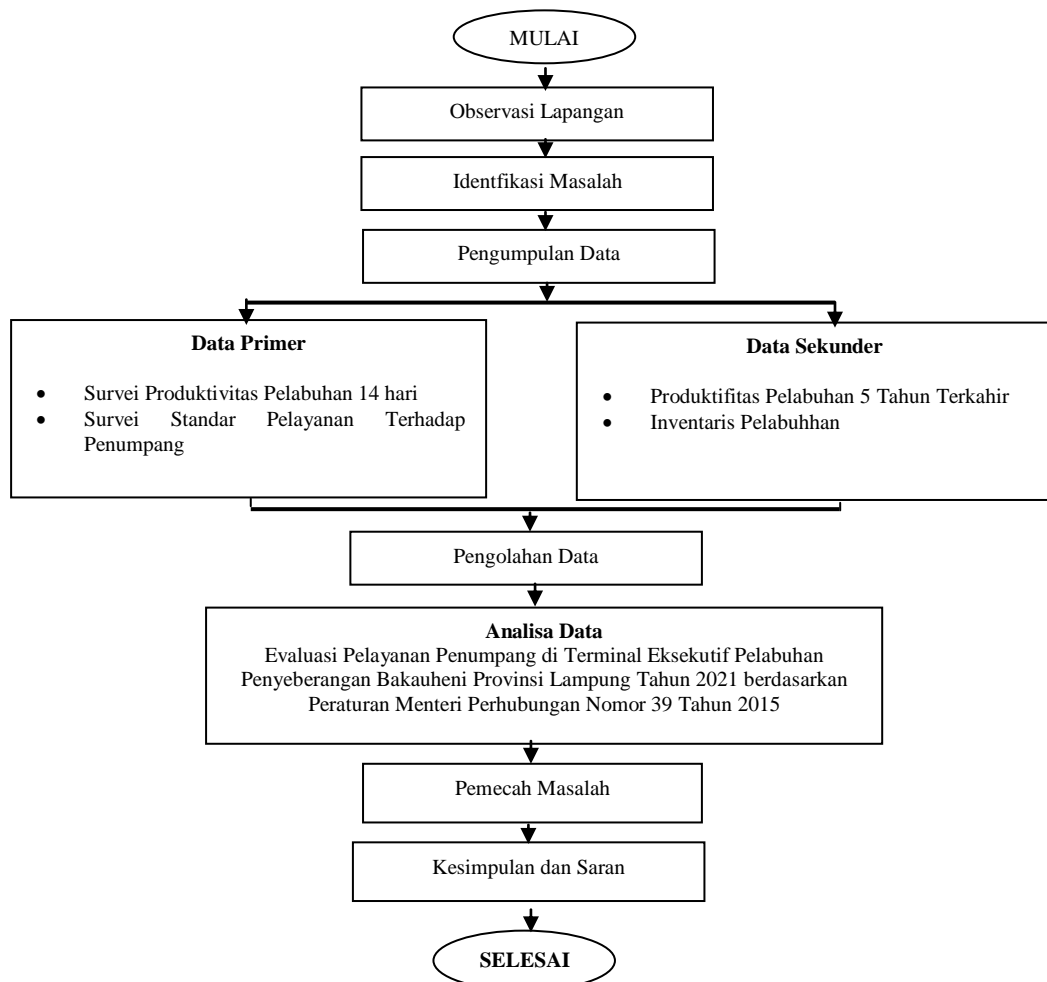 MULAI
Observasi Lapangan
Identfikasi Masalah
Pengumpulan Data
Data Primer
• Survei Produktivitas Pelabuhan 14 hari
• Survei Standar Pelayanan Terhadap
Penumpang
Data Sekunder
• Produktifitas Pelabuhan 5 Tahun Terkahir
• Inventaris Pelabuhhan
Pengolahan Data
Analisa Data
Evaluasi Pelayanan Penumpang di Terminal Eksekutif Pelabuhan
Penyeberangan Bakauheni Provinsi Lampung Tahun 2021 berdasarkan
Peraturan Menteri Perhubungan Nomor 39 Tahun 2015
Pemecah Masalah
Kesimpulan dan Saran
SELESAI